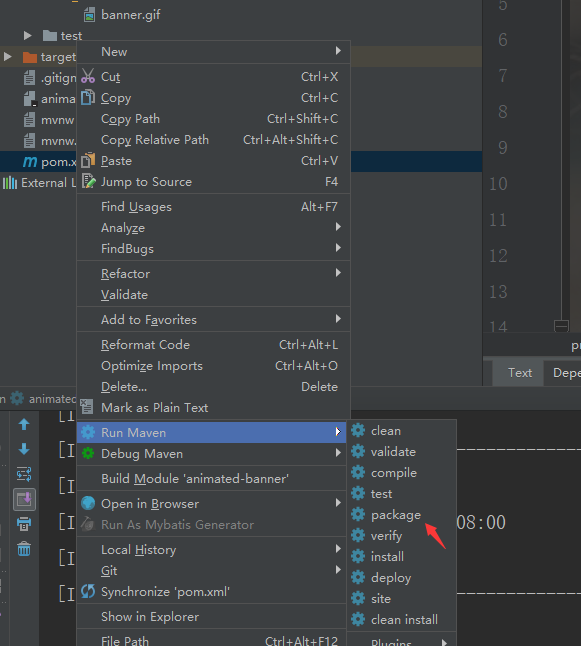 banner.gif
test
target
.gitign
anima
mvnw
mvnw.
pom.x
External L
New
Cut Ctrl+X
Copy Ctrl+C
Copy Path Ctrl+Shift+C
Copy Relative Path Ctrl+Alt+Shift+C
Paste Ctrl+V
Jump to Source F4
Find Usages Alt+F7
Analyze
FindBugs
Refactor
Validate
Add to Favorites
Reformat Code Ctrl+Alt+L
Optimize Imports Ctrl+Alt+O
Delete... Delete
Mark as Plain Text
Run Maven
Debug Maven
Build Module 'animated-banner'
Open in Browser
Run As Mybatis Generator
Local History
Git
Synchronize 'pom.xml'
Show in Explorer
File Path Ctrl+Alt+F12
clean
validate
compile
test
package
verify
install
deploy
site
clean install
Plugins
5
6
7
8
9
10
11
12
13
14
p
Text Depe
n animated
[I
[I
[I
[I 08:00
[I
[I